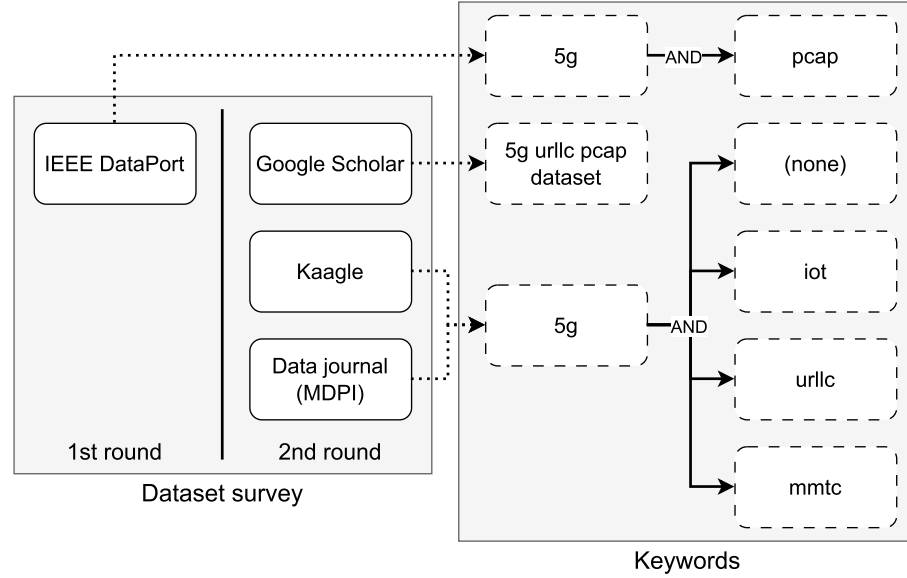 5g
AND
pcap
IEEE DataPort
Google Scholar
5g urllc pcap
dataset
(none)
Kaagle
iot
5g
AND
Data journal
(MDPI)
urllc
1st round
2nd round
mmtc
Dataset survey
Keywords